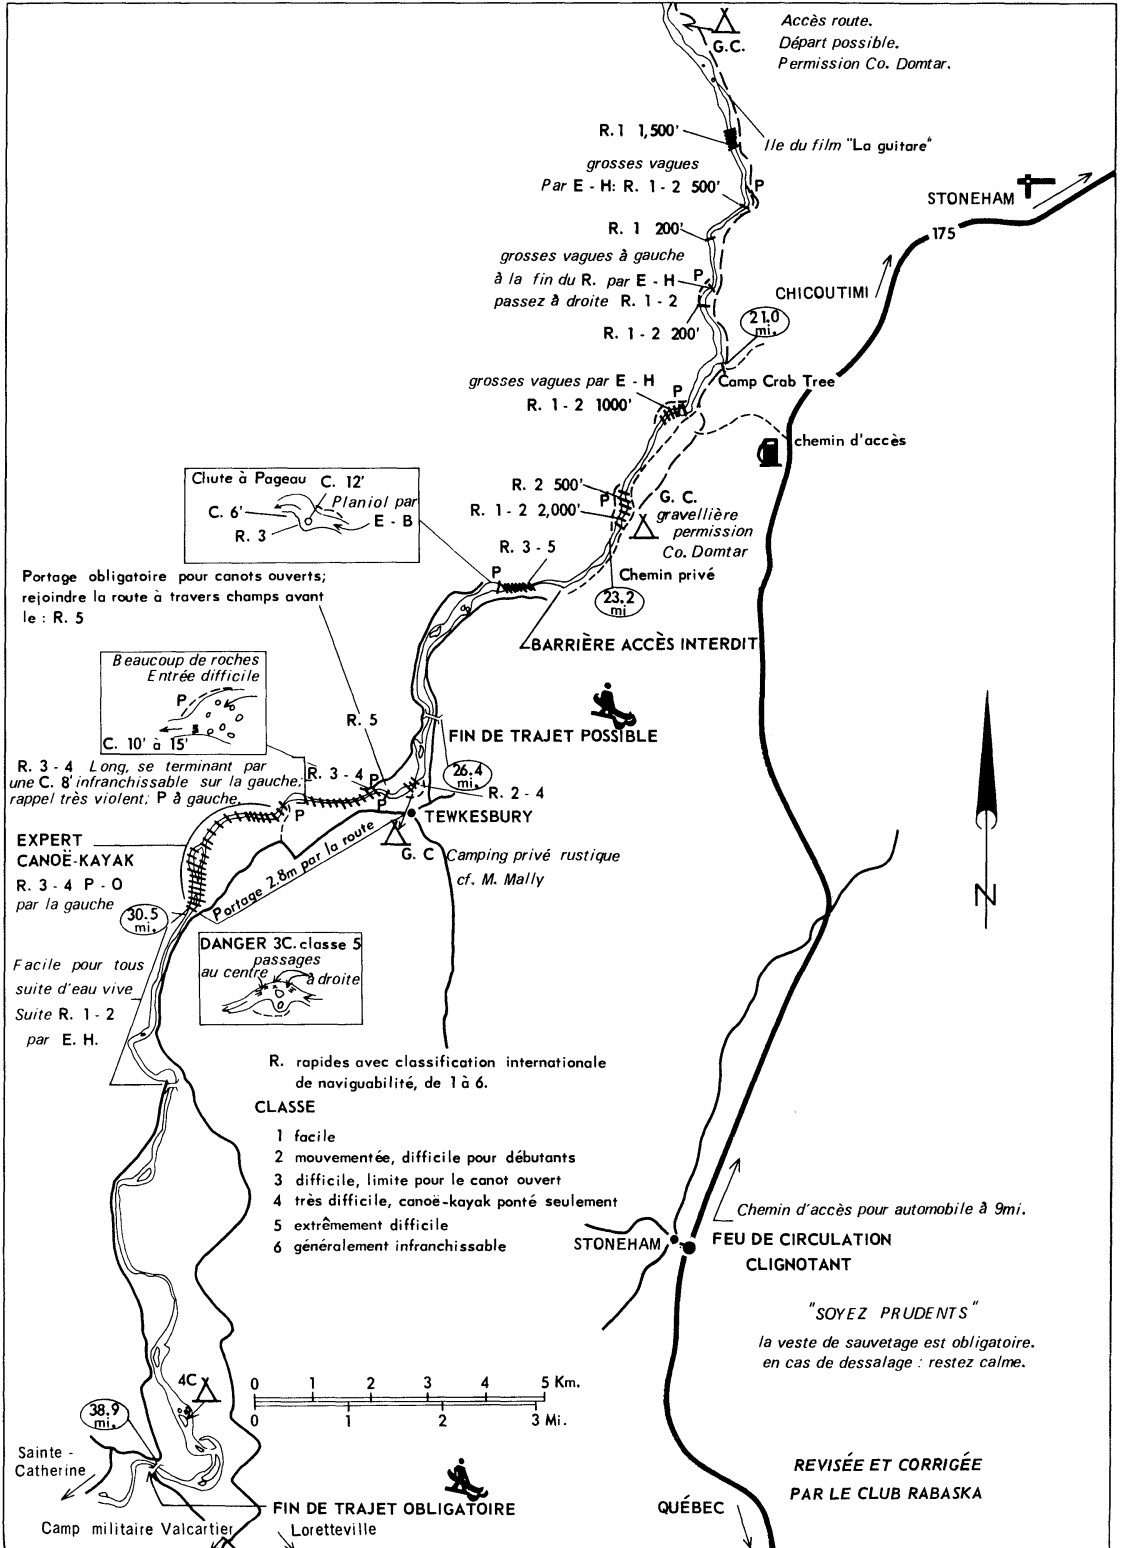 Accès route.
Départ possible.
Permission Co. Domtar.
G.C.
R.1 1,500'
Ile du film "La guitare"
grosses vagues
Par E - H: R. 1-2 500'
P
STONEHAM
175
R. 1 200'
grosses vagues à gauche
à la fin du R. par E - H
passez à droite R. 1 - 2
P
CHICOUTIMI
R. 1 - 2 200'
21.0
mi.
Camp Crab Tree
grosses vagues par E - H
P
R. 1 - 2 1000'
chemin d'accès
Chute à Pageau C. 12'
Planiol par
C. 6'
E - B
R. 3
R. 2 500'
P
R. 1 - 2 2,000'
G. C.
gravellière
permission
Co. Domtar
R. 3 - 5
P
Chemin privé
23.2
mi
Portage obligatoire pour canots ouverts;
rejoindre la route à travers champs avant
le : R. 5
BARRIÈRE ACCÈS INTERDIT
Beaucoup de roches
Entrée difficile
P
C. 10' à 15'
R. 5
FIN DE TRAJET POSSIBLE
26.4
mi.
R. 3-4 Long, se terminant par
une C. 8' infranchissable sur la gauche;
rappel très violent; P à gauche.
R. 3-4
P
P
P
R. 2 - 4
TEWKESBURY
EXPERT
CANOË-KAYAK
R. 3-4 P - O
par la gauche
Portage 2.8m par la route
G. C
Camping privé rustique
cf. M. Mally
30.5
mi.
N
DANGER 3C. classe 5
passages
au centre
à droite
Facile pour tous
suite d'eau vive
Suite R. 1 - 2
par E. H.
R. rapides avec classification internationale
de naviguabilité, de 1 à 6.
CLASSE
1 facile
2 mouvementée, difficile pour débutants
3 difficile, limite pour le canot ouvert
4 très difficile, canoë-kayak ponté seulement
5 extrêmement difficile
6 généralement infranchissable
Chemin d'accès pour automobile à 9mi.
STONEHAM
FEU DE CIRCULATION
CLIGNOTANT
"SOYEZ PRUDENTS"
la veste de sauvetage est obligatoire.
en cas de dessalage : restez calme.
4C
0 1 2 3 4 5 Km.
0 1 2 3 Mi.
38.9
mi.
Sainte -
Catherine
REVISÉE ET CORRIGÉE
PAR LE CLUB RABASKA
FIN DE TRAJET OBLIGATOIRE
QUÉBEC
Camp militaire Valcartier
Loretteville